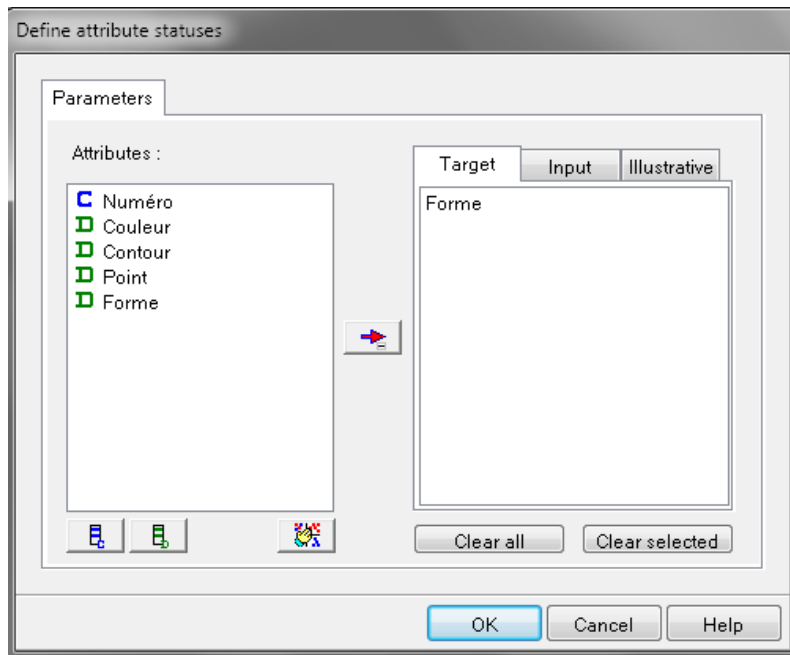 Define attribute statuses
Parameters
Attributes :
C Numéro
D Couleur
D Contour
D Point
D Forme
Target Input Illustrative
Forme
Clear all Clear selected
OK Cancel Help